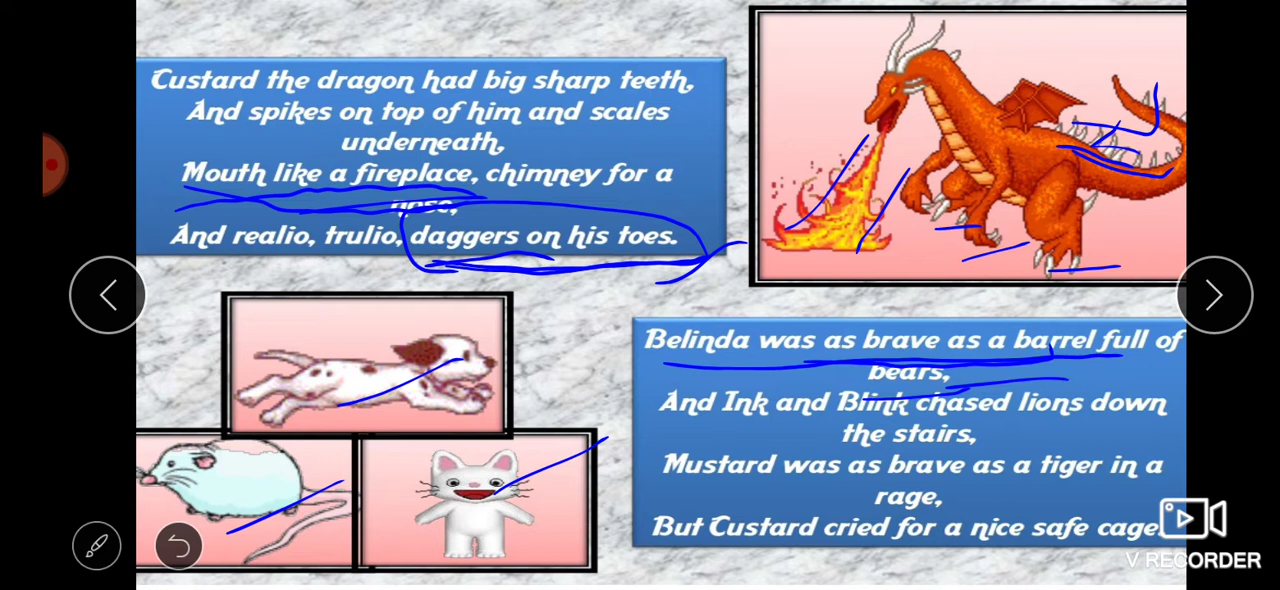 Custard the dragon had big sharp teeth,
And spikes on top of him and scales
underneath,
Mouth like a fireplace, chimney for a
nose,
And realio, trulio, daggers on his toes.
Belinda was as brave as a barrel full of
bears,
And Ink and Blink chased lions down
the stairs,
Mustard was as brave as a tiger in a
rage,
But Custard cried for a nice safe cage.
V RECORDER